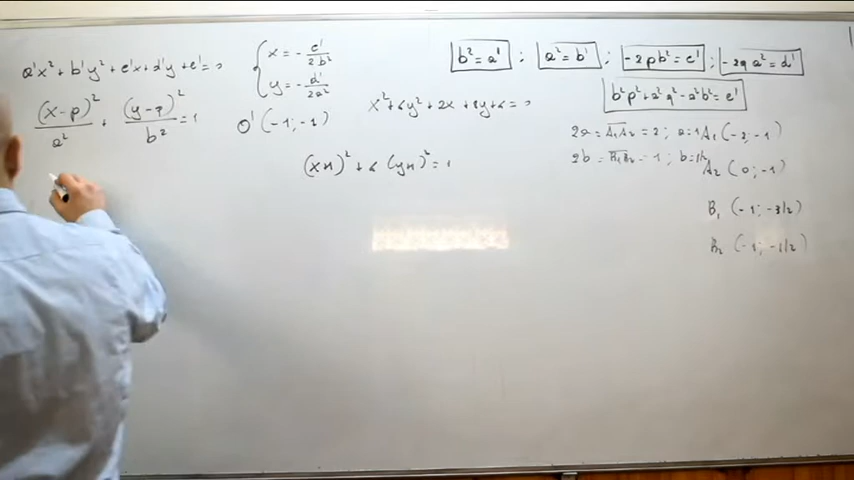 a'x² + b'y² + c'x + d'y + e' = 0
(x-p)²/a² + (y-q)²/b² = 1
{ x = - c'/2b²
y = - d'/2a²
O' (-1; -1)
x² + 4y² + 2x + 8y + 4 = 0
(x+1)² + 4 (y+1)² = 1
b² = a' ; a² = b' ; -2pb² = c' ; -2qa² = d'
b²p² + a²q² - a²b² = e'
2a = A₁A₂ = 2 ; a = 1
2b = B₁B₂ = 1 ; b = 1/2
A₁ (-2; -1)
A₂ (0; -1)
B₁ (-1; -3/2)
B₂ (-1; -1/2)